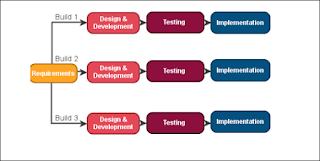 Build 1
Design &
Development
Testing
Implementation
Build 2
Requirements
Design &
Development
Testing
Implementation
Build 3
Design &
Development
Testing
Implementation